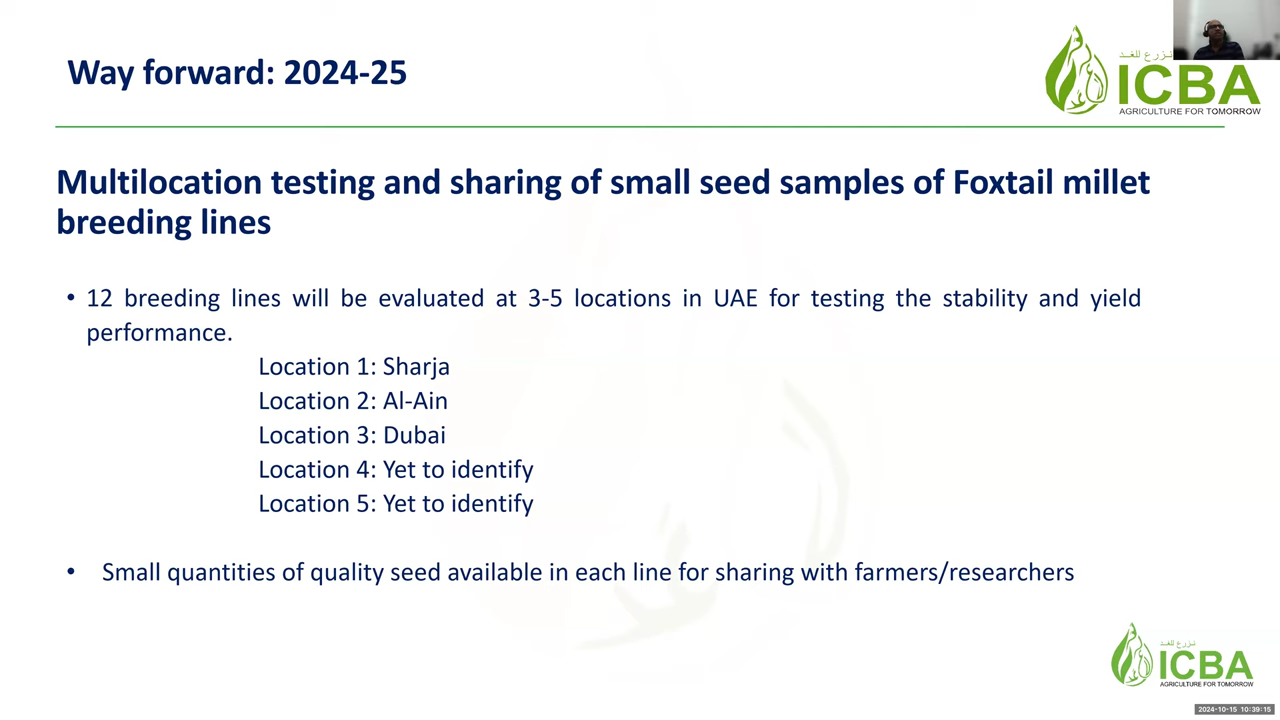 Way forward: 2024-25
نـزرع للغـد
ICBA
AGRICULTURE FOR TOMORROW
Multilocation testing and sharing of small seed samples of Foxtail millet
breeding lines
• 12 breeding lines will be evaluated at 3-5 locations in UAE for testing the stability and yield
performance.
Location 1: Sharja
Location 2: Al-Ain
Location 3: Dubai
Location 4: Yet to identify
Location 5: Yet to identify
• Small quantities of quality seed available in each line for sharing with farmers/researchers
نـزرع للغـد
ICBA
AGRICULTURE FOR TOMORROW
2024-10-15 10:39:15